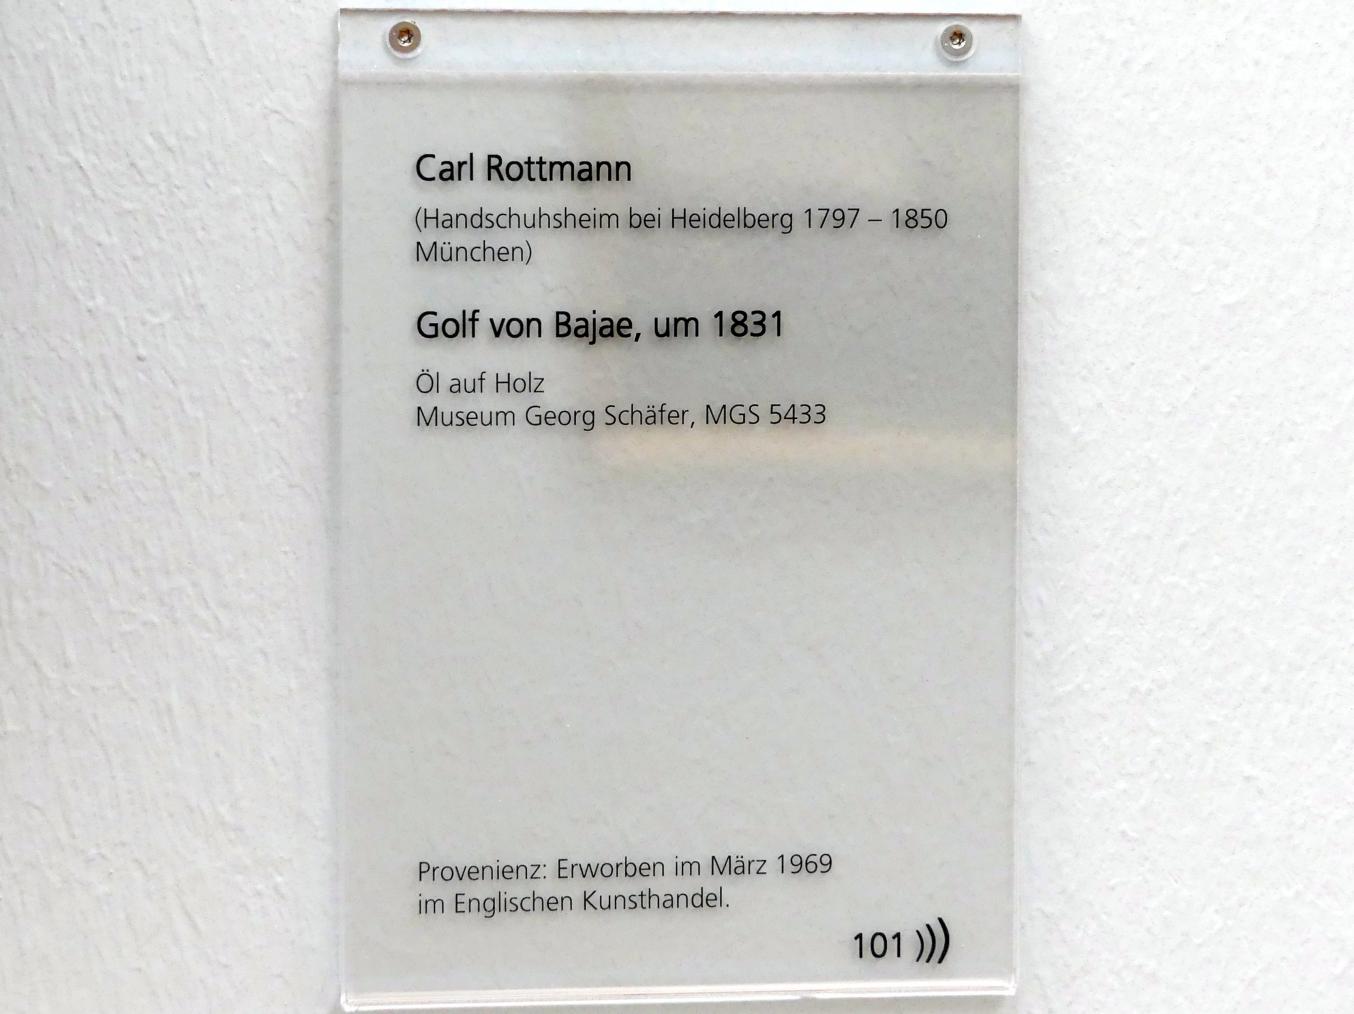 Carl Rottmann
(Handschuhsheim bei Heidelberg 1797 – 1850
München)
Golf von Bajae, um 1831
Öl auf Holz
Museum Georg Schäfer, MGS 5433
Provenienz: Erworben im März 1969
im Englischen Kunsthandel.
101